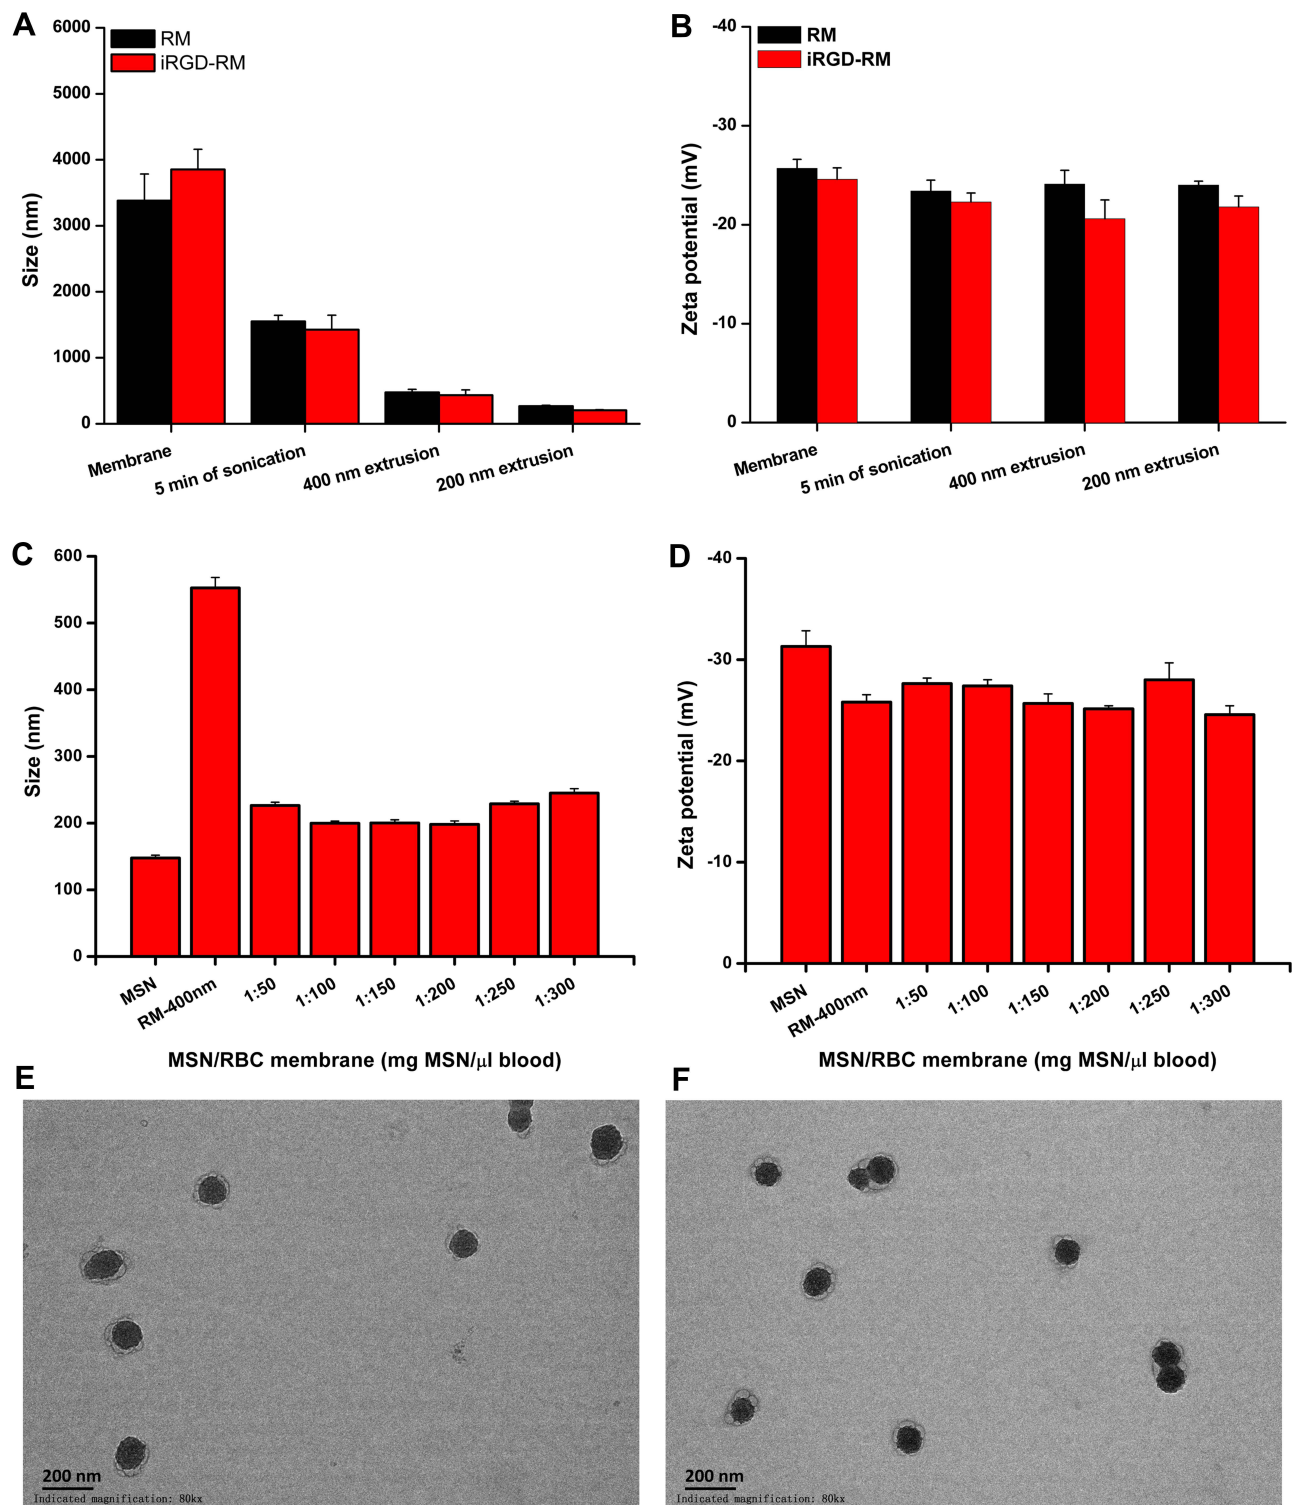 A
6000
5000
4000
3000
2000
1000
0
Size (nm)
RM
iRGD-RM
Membrane
5 min of sonication
400 nm extrusion
200 nm extrusion
B
-40
-30
-20
-10
0
Zeta potential (mV)
RM
iRGD-RM
Membrane
5 min of sonication
400 nm extrusion
200 nm extrusion
C
600
500
400
300
200
100
0
Size (nm)
MSN
RM-400nm
1:50
1:100
1:150
1:200
1:250
1:300
MSN/RBC membrane (mg MSN/μl blood)
D
-40
-30
-20
-10
0
Zeta potential (mV)
MSN
RM-400nm
1:50
1:100
1:150
1:200
1:250
1:300
MSN/RBC membrane (mg MSN/μl blood)
E
200 nm
Indicated magnification: 80kx
F
200 nm
Indicated magnification: 80kx